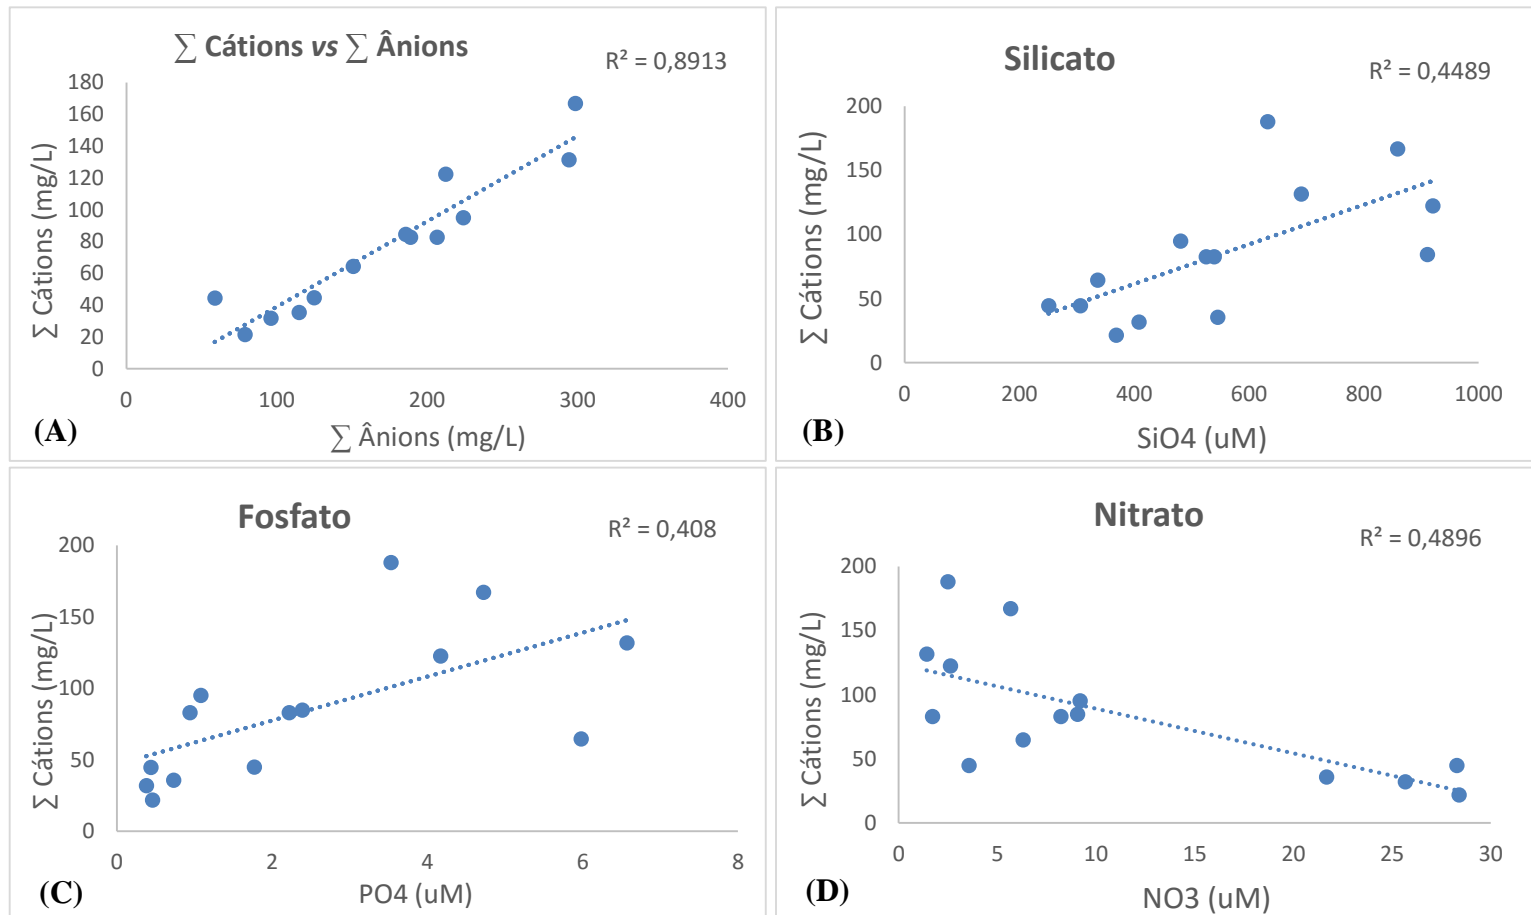 ∑ Cátions vs ∑ Ânions
R² = 0,8913
∑ Cátions (mg/L)
180
160
140
120
100
80
60
40
20
0
0 100 200 300 400
∑ Ânions (mg/L)
(A)
Silicato
R² = 0,4489
∑ Cátions (mg/L)
200
150
100
50
0
0 200 400 600 800 1000
SiO4 (uM)
(B)
Fosfato
R² = 0,408
∑ Cátions (mg/L)
200
150
100
50
0
0 2 4 6 8
PO4 (uM)
(C)
Nitrato
R² = 0,4896
∑ Cátions (mg/L)
200
150
100
50
0
0 5 10 15 20 25 30
NO3 (uM)
(D)